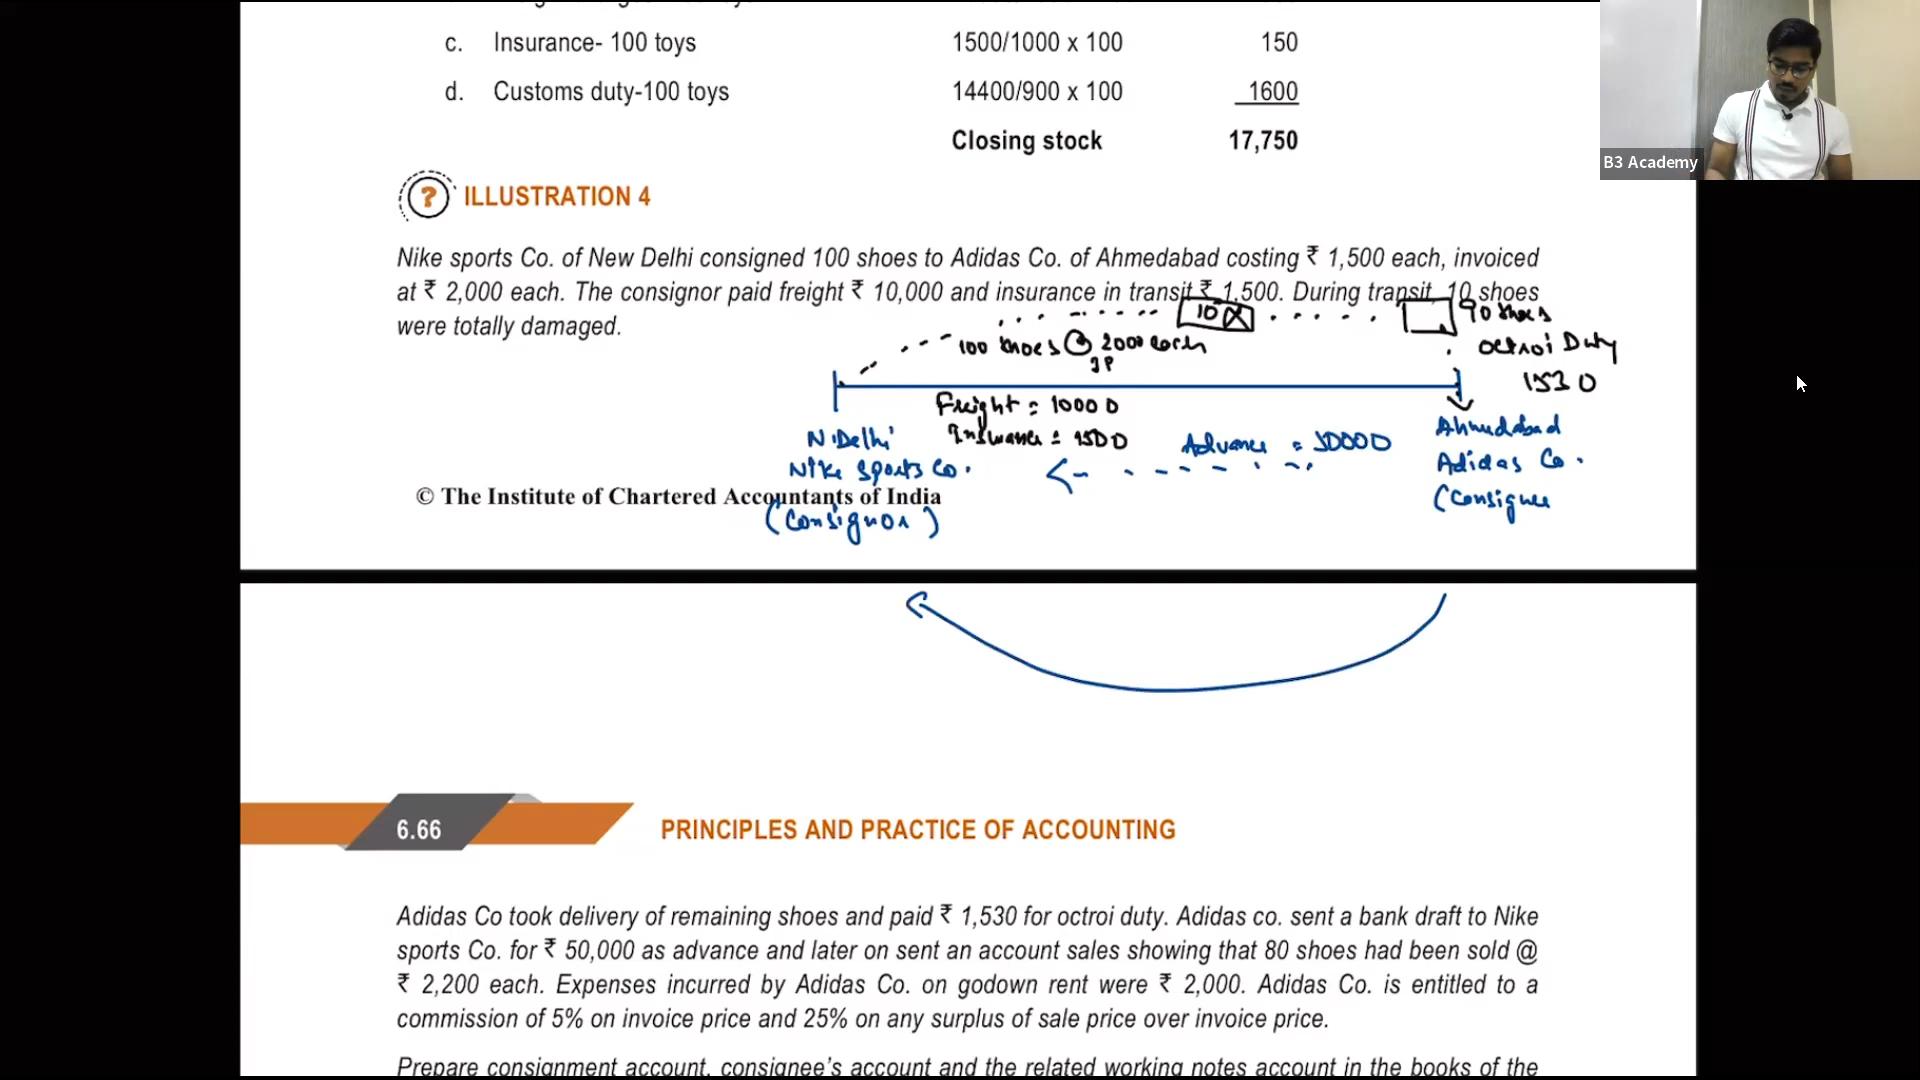 c. Insurance- 100 toys 1500/1000 x 100 150
d. Customs duty-100 toys 14400/900 x 100 1600
Closing stock 17,750
B3 Academy
? ILLUSTRATION 4
Nike sports Co. of New Delhi consigned 100 shoes to Adidas Co. of Ahmedabad costing ₹ 1,500 each, invoiced
at ₹ 2,000 each. The consignor paid freight ₹ 10,000 and insurance in transit ₹ 1,500. During transit, 10 shoes
were totally damaged.
10 90 shoes
100 shoes @ 2000 each Octroi Duty
IP 1530
Freight = 10000
Insurance = 1500
N.Delhi Advance = 50000 Ahmedabad
Nike Sports Co. Adidas Co.
© The Institute of Chartered Accountants of India
(Consignor) (Consignee
6.66 PRINCIPLES AND PRACTICE OF ACCOUNTING
Adidas Co took delivery of remaining shoes and paid ₹ 1,530 for octroi duty. Adidas co. sent a bank draft to Nike
sports Co. for ₹ 50,000 as advance and later on sent an account sales showing that 80 shoes had been sold @
₹ 2,200 each. Expenses incurred by Adidas Co. on godown rent were ₹ 2,000. Adidas Co. is entitled to a
commission of 5% on invoice price and 25% on any surplus of sale price over invoice price.
Prepare consignment account, consignee's account and the related working notes account in the books of the